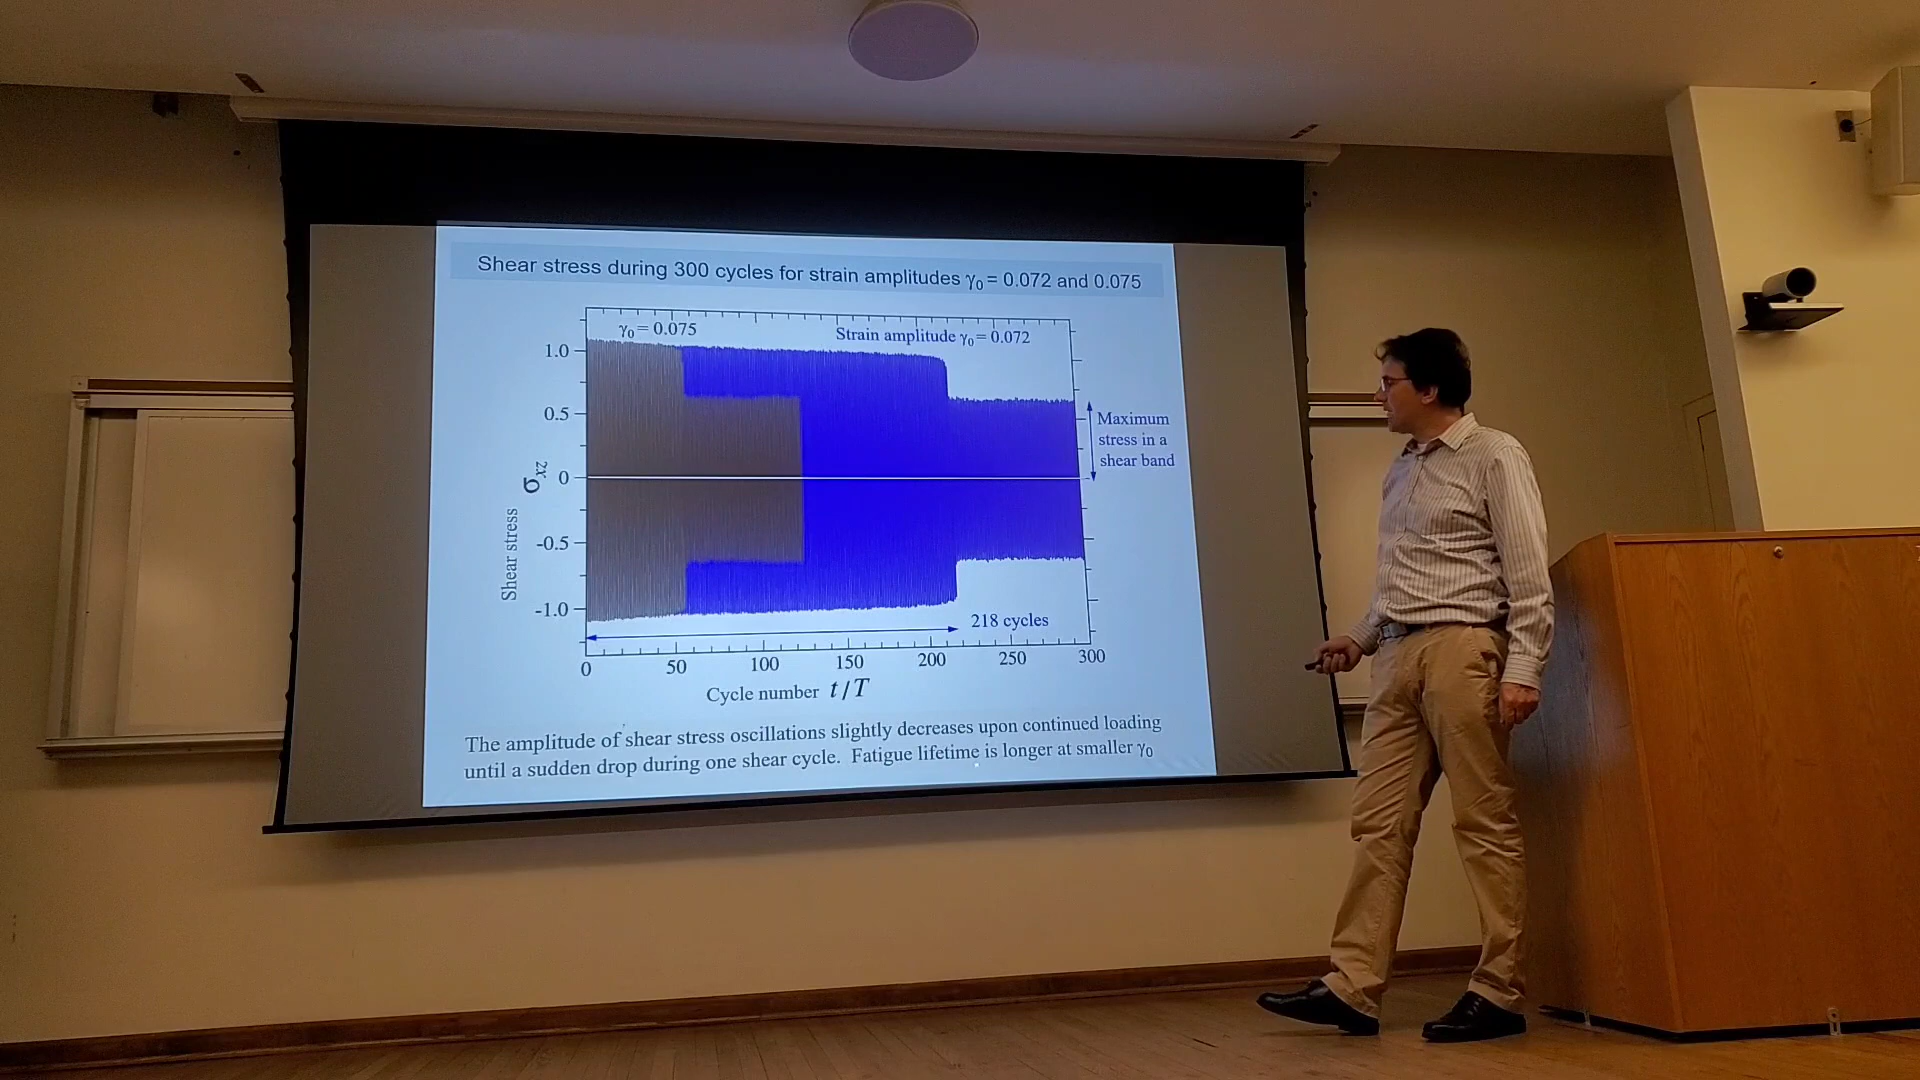 Shear stress during 300 cycles for strain amplitudes γ₀ = 0.072 and 0.075
γ₀ = 0.075
Strain amplitude γ₀ = 0.072
1.0
0.5
0
-0.5
-1.0
Shear stress σxz
Maximum
stress in a
shear band
218 cycles
0 50 100 150 200 250 300
Cycle number t / T
The amplitude of shear stress oscillations slightly decreases upon continued loading
until a sudden drop during one shear cycle. Fatigue lifetime is longer at smaller γ₀